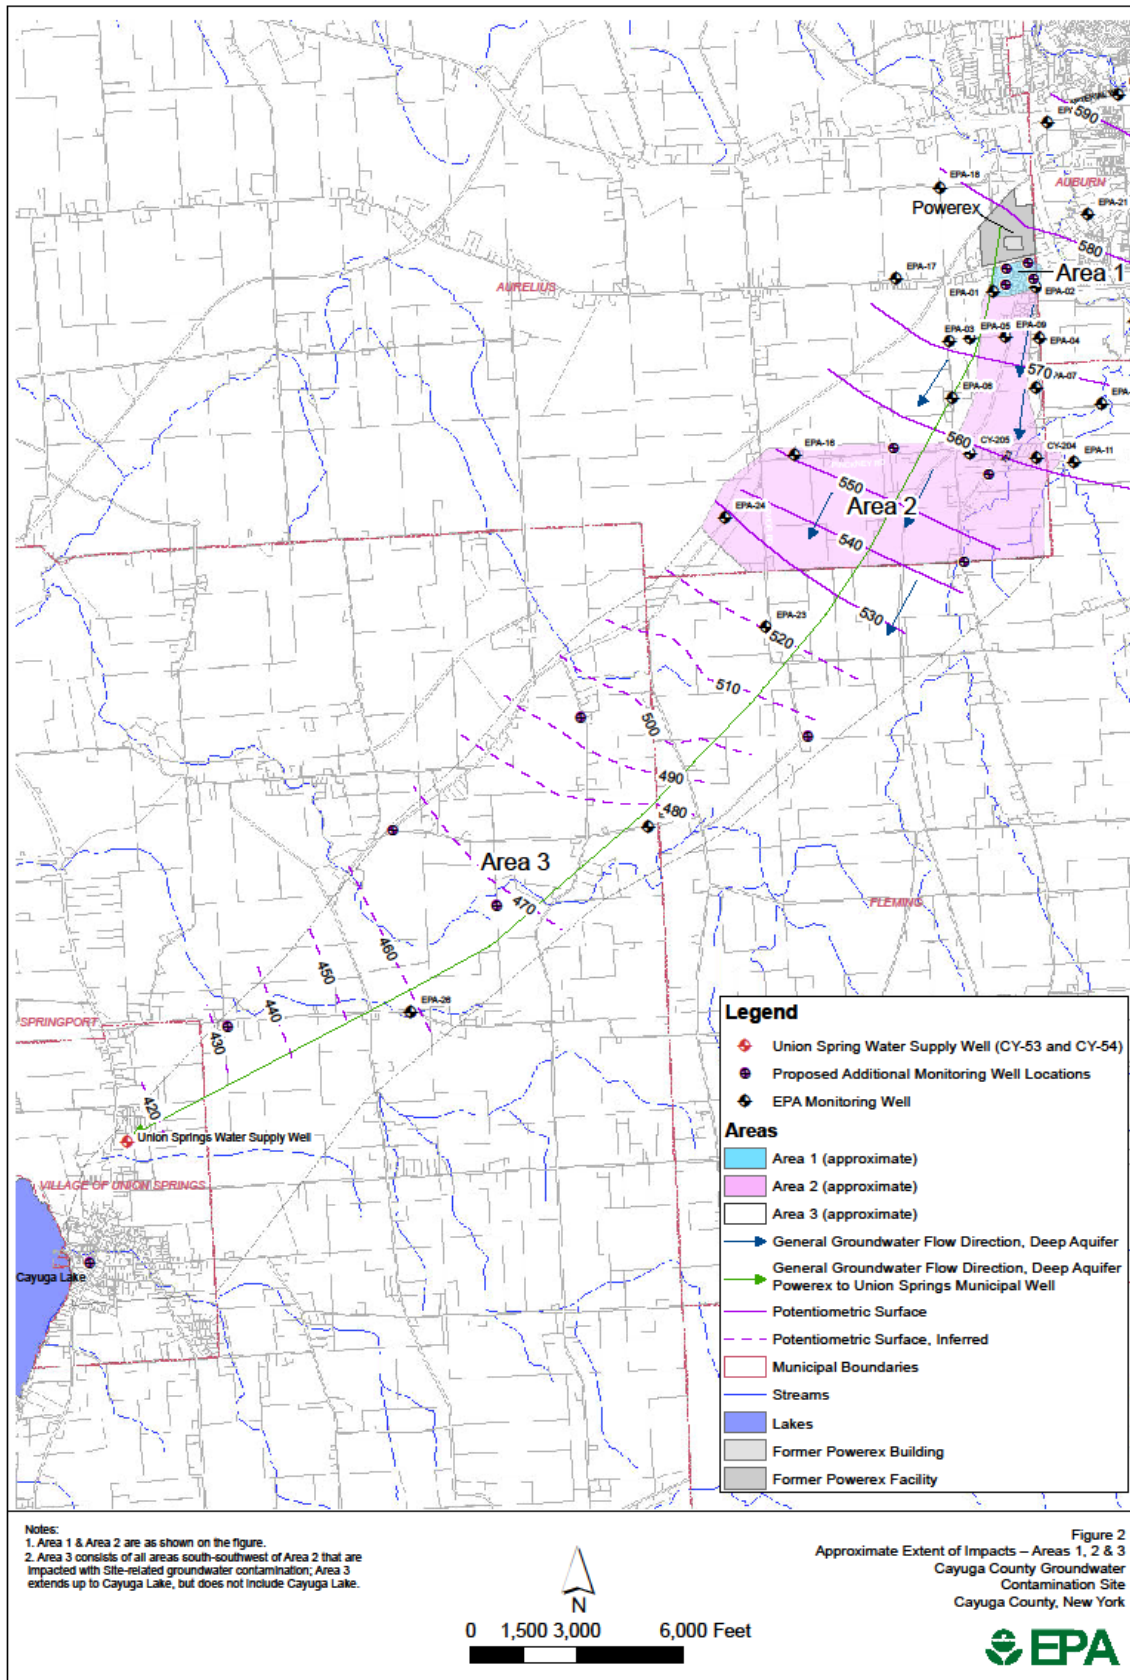 590
EPA-18
AUBURN
Powerex
EPA-21
580
Area 1
EPA-17
AURELIUS
EPA-01
EPA-02
EPA-03
EPA-05
EPA-09
EPA-04
570
EPA-06
560
CY-205
CY-204
EPA-11
EPA-16
550
Area 2
EPA-24
540
530
EPA-23
520
510
500
490
480
Area 3
470
FLEMING
460
450
EPA-26
440
SPRINGPORT
430
420
Union Springs Water Supply Well
VILLAGE OF UNION SPRINGS
Cayuga Lake
Legend
Union Spring Water Supply Well (CY-53 and CY-54)
Proposed Additional Monitoring Well Locations
EPA Monitoring Well
Areas
Area 1 (approximate)
Area 2 (approximate)
Area 3 (approximate)
General Groundwater Flow Direction, Deep Aquifer
General Groundwater Flow Direction, Deep Aquifer
Powerex to Union Springs Municipal Well
Potentiometric Surface
Potentiometric Surface, Inferred
Municipal Boundaries
Streams
Lakes
Former Powerex Building
Former Powerex Facility
Notes:
1. Area 1 & Area 2 are as shown on the figure.
2. Area 3 consists of all areas south-southwest of Area 2 that are
impacted with Site-related groundwater contamination; Area 3
extends up to Cayuga Lake, but does not include Cayuga Lake.
N
0 1,500 3,000 6,000 Feet
Figure 2
Approximate Extent of Impacts – Areas 1, 2 & 3
Cayuga County Groundwater
Contamination Site
Cayuga County, New York
EPA